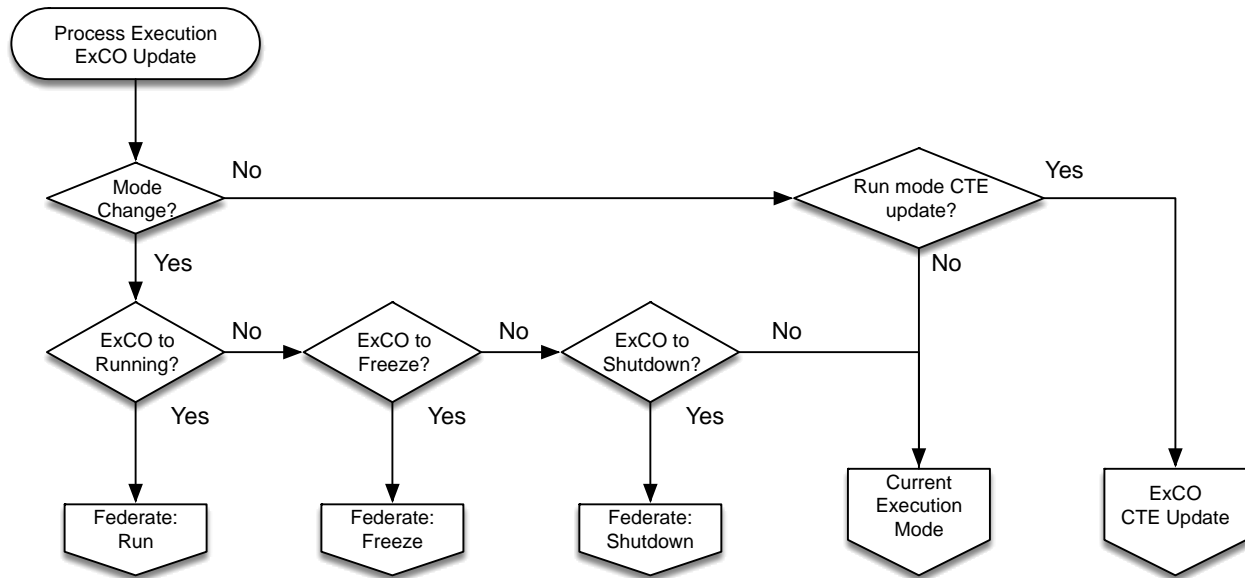 Process Execution
ExCO Update
Mode
Change?
No
Run mode CTE
update?
Yes
Yes
No
ExCO to
Running?
No
ExCO to
Freeze?
No
ExCO to
Shutdown?
No
Yes
Yes
Yes
Federate:
Run
Federate:
Freeze
Federate:
Shutdown
Current
Execution
Mode
ExCO
CTE Update